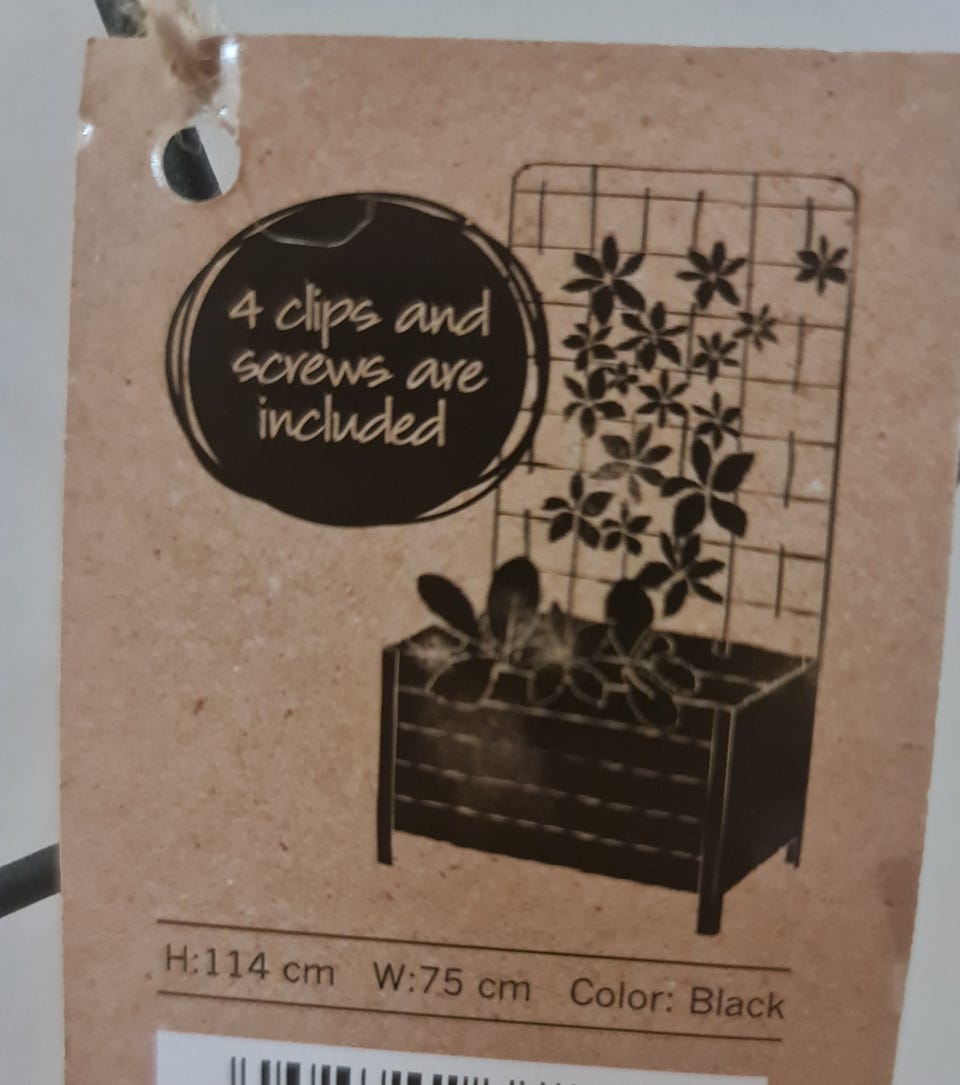 4 clips and
screws are
included
H:114 cm W:75 cm Color: Black